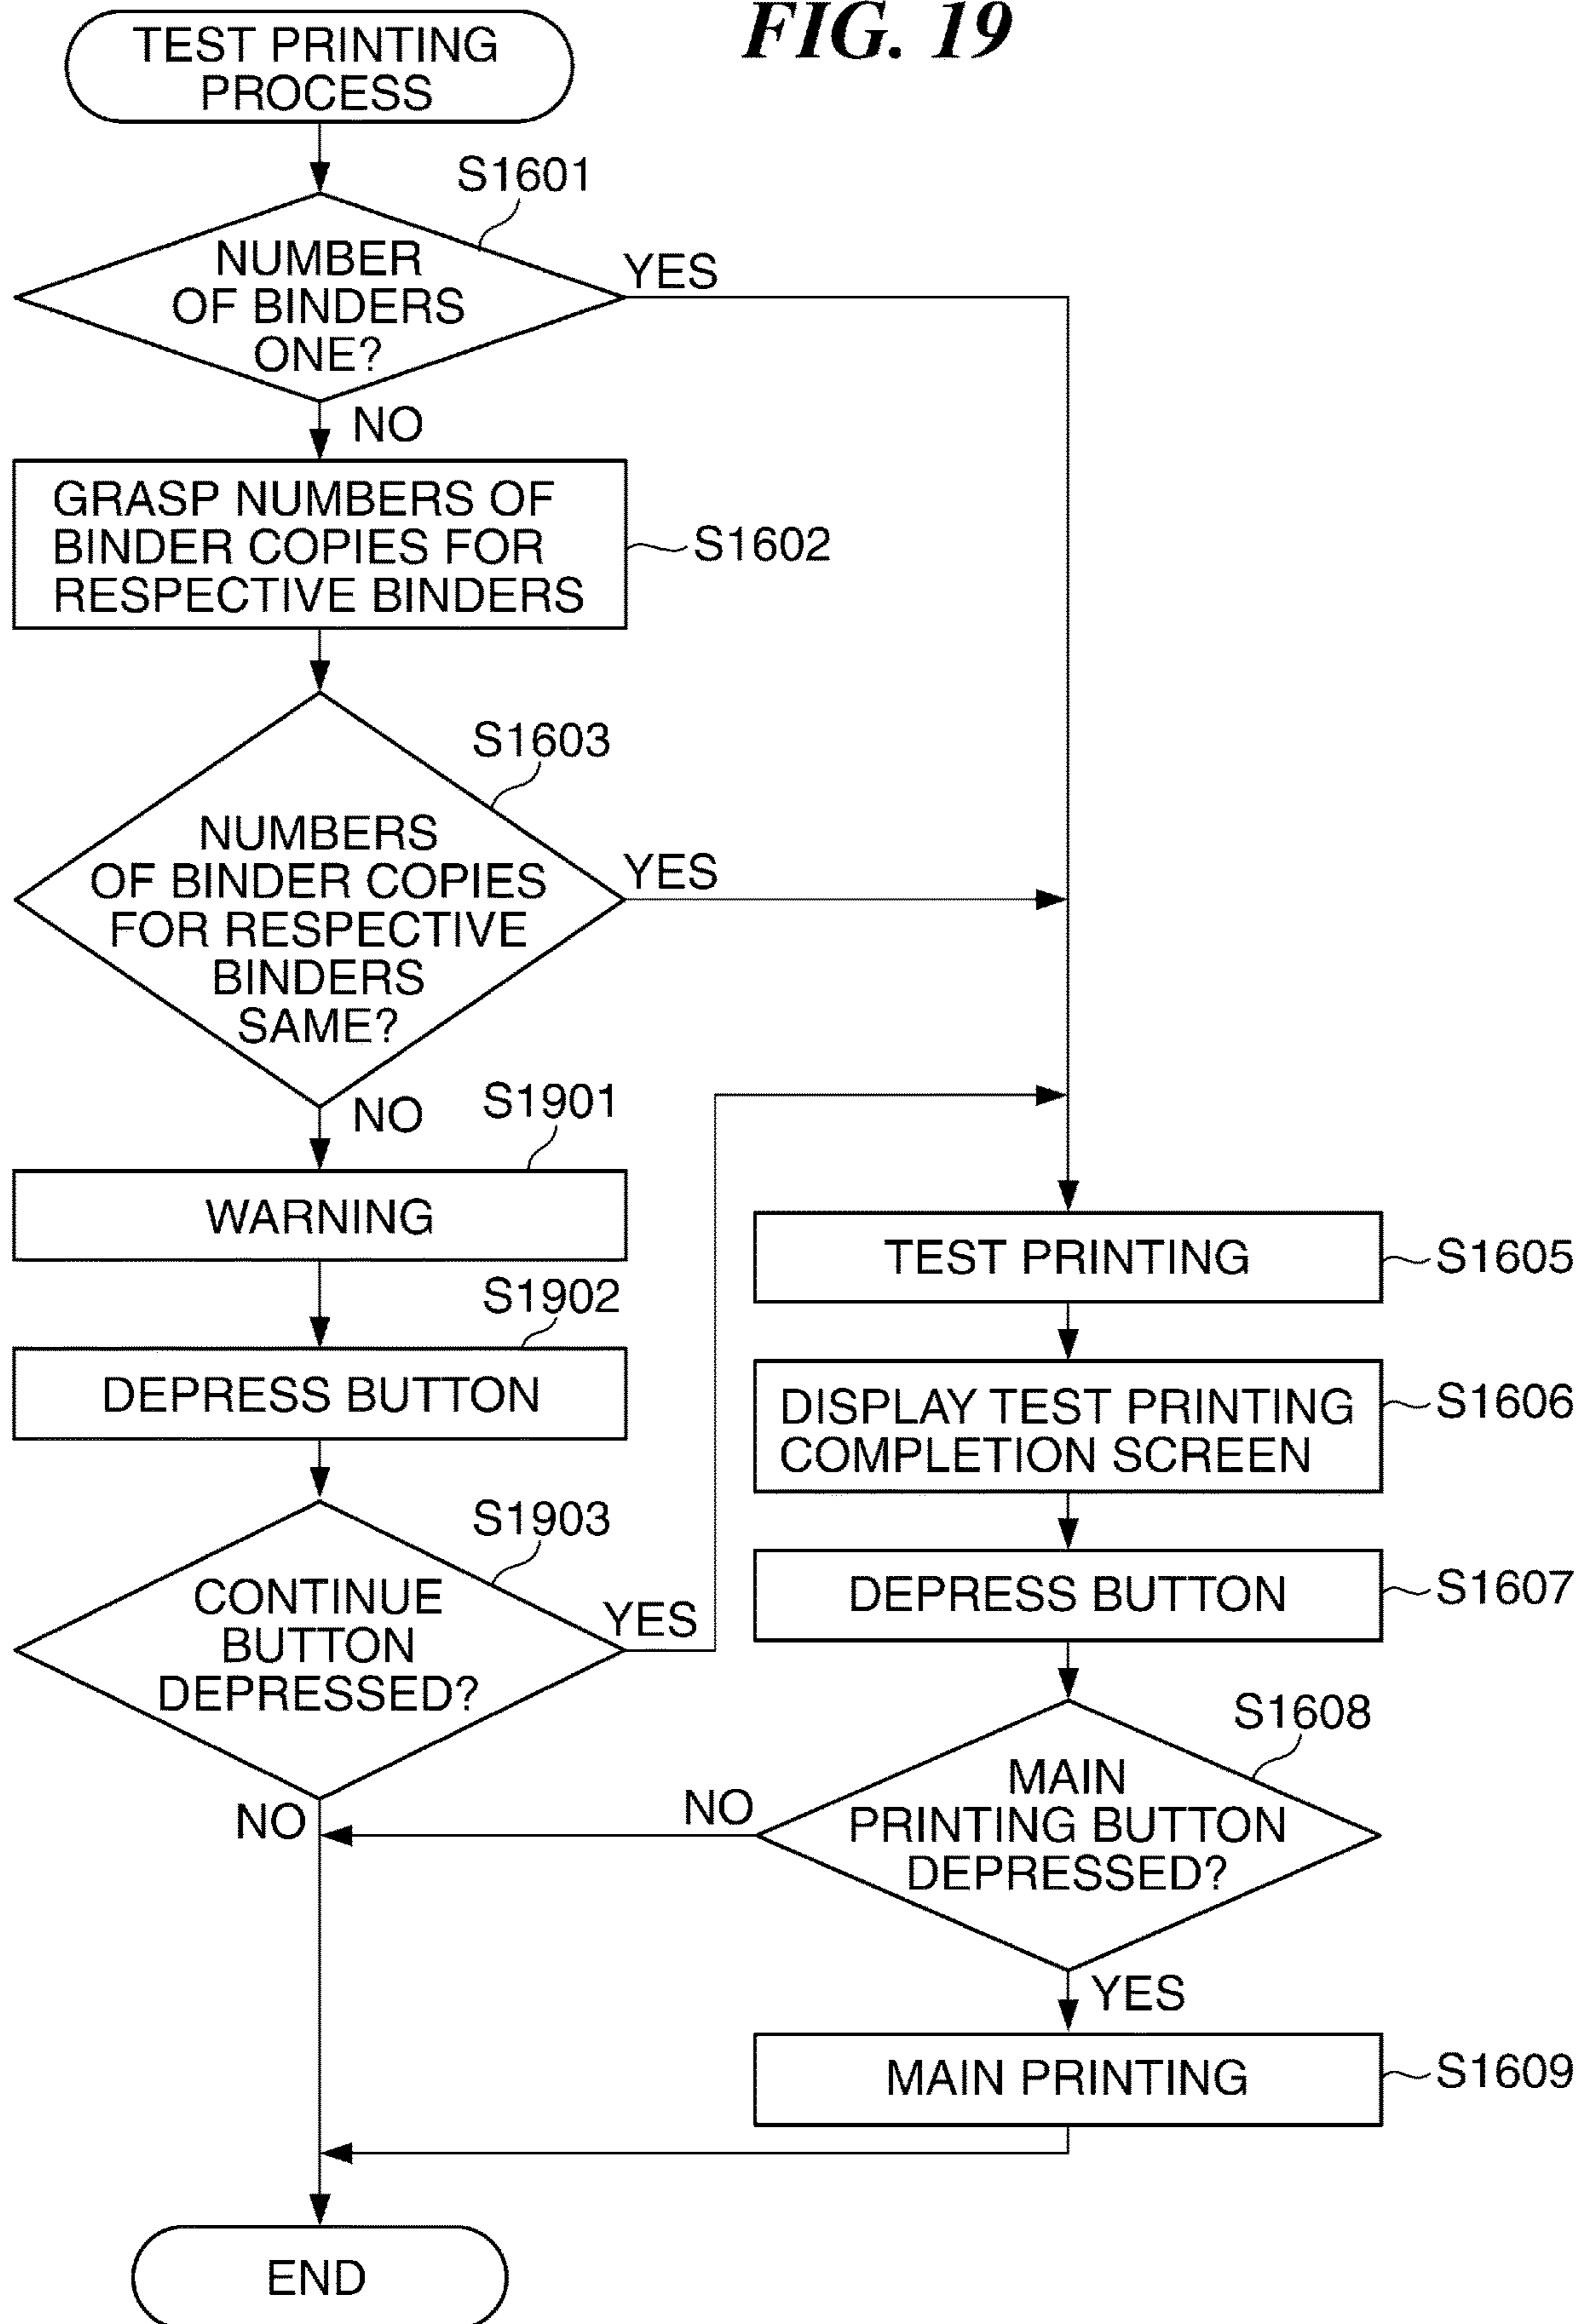 FIG. 19
TEST PRINTING
PROCESS
S1601
NUMBER
OF BINDERS
ONE?
YES
NO
GRASP NUMBERS OF
BINDER COPIES FOR
RESPECTIVE BINDERS
S1602
S1603
NUMBERS
OF BINDER COPIES
FOR RESPECTIVE
BINDERS
SAME?
YES
NO
S1901
WARNING
S1902
DEPRESS BUTTON
S1903
CONTINUE
BUTTON
DEPRESSED?
YES
NO
TEST PRINTING
S1605
DISPLAY TEST PRINTING
COMPLETION SCREEN
S1606
DEPRESS BUTTON
S1607
S1608
MAIN
PRINTING BUTTON
DEPRESSED?
NO
YES
MAIN PRINTING
S1609
END